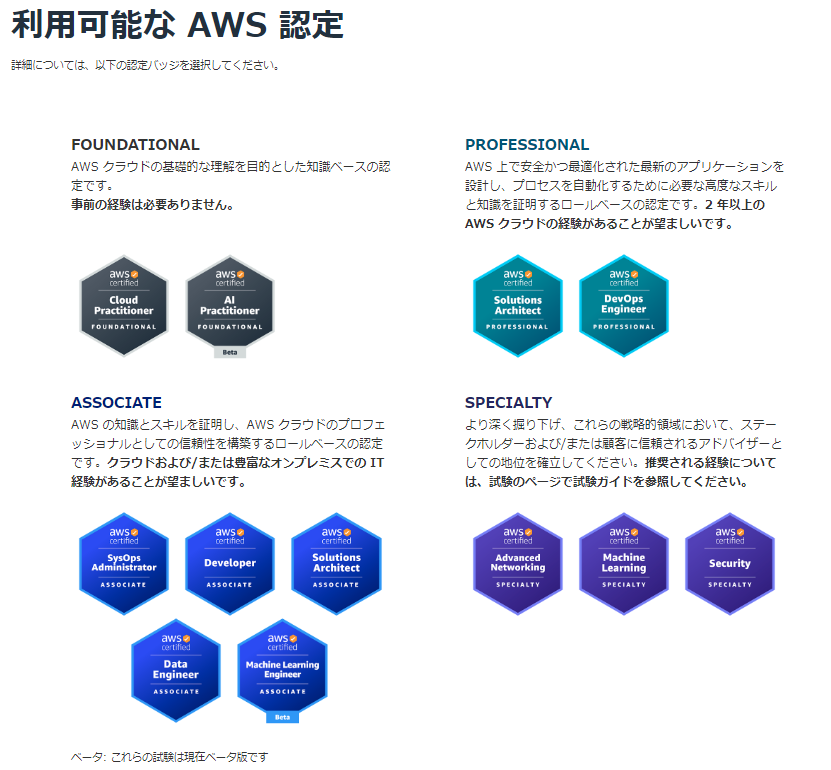 利用可能な AWS 認定
詳細については、以下の認定バッジを選択してください。
FOUNDATIONAL
AWS クラウドの基礎的な理解を目的とした知識ベースの認
定です。
事前の経験は必要ありません。
aws
certified
Cloud
Practitioner
FOUNDATIONAL
aws
certified
AI
Practitioner
FOUNDATIONAL
Beta
PROFESSIONAL
AWS 上で安全かつ最適化された最新のアプリケーションを
設計し、プロセスを自動化するために必要な高度なスキル
と知識を証明するロールベースの認定です。2 年以上の
AWS クラウドの経験があることが望ましいです。
aws
certified
Solutions
Architect
PROFESSIONAL
aws
certified
DevOps
Engineer
PROFESSIONAL
ASSOCIATE
AWS の知識とスキルを証明し、AWS クラウドのプロフェ
ッショナルとしての信頼性を構築するロールベースの認定
です。クラウドおよび/または豊富なオンプレミスでの IT
経験があることが望ましいです。
aws
certified
SysOps
Administrator
ASSOCIATE
aws
certified
Developer
ASSOCIATE
aws
certified
Solutions
Architect
ASSOCIATE
aws
certified
Data
Engineer
ASSOCIATE
aws
certified
Machine Learning
Engineer
ASSOCIATE
Beta
SPECIALTY
より深く掘り下げ、これらの戦略的領域において、ステー
クホルダーおよび/または顧客に信頼されるアドバイザーと
しての地位を確立してください。推奨される経験について
は、試験のページで試験ガイドを参照してください。
aws
certified
Advanced
Networking
SPECIALTY
aws
certified
Machine
Learning
SPECIALTY
aws
certified
Security
SPECIALTY
ベータ: これらの試験は現在ベータ版です